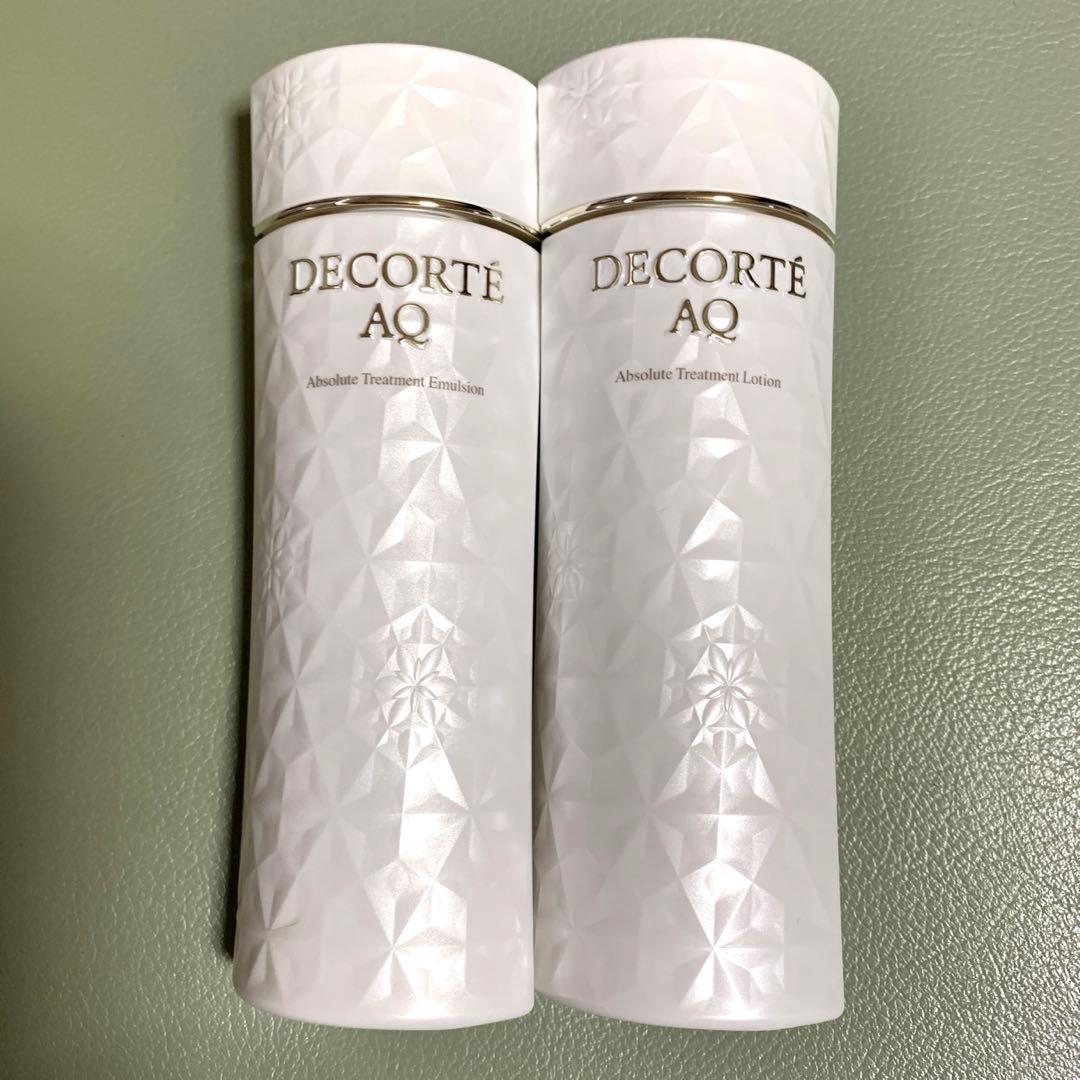 DECORTÉ
AQ
Absolute Treatment Emulsion
DECORTÉ
AQ
Absolute Treatment Lotion